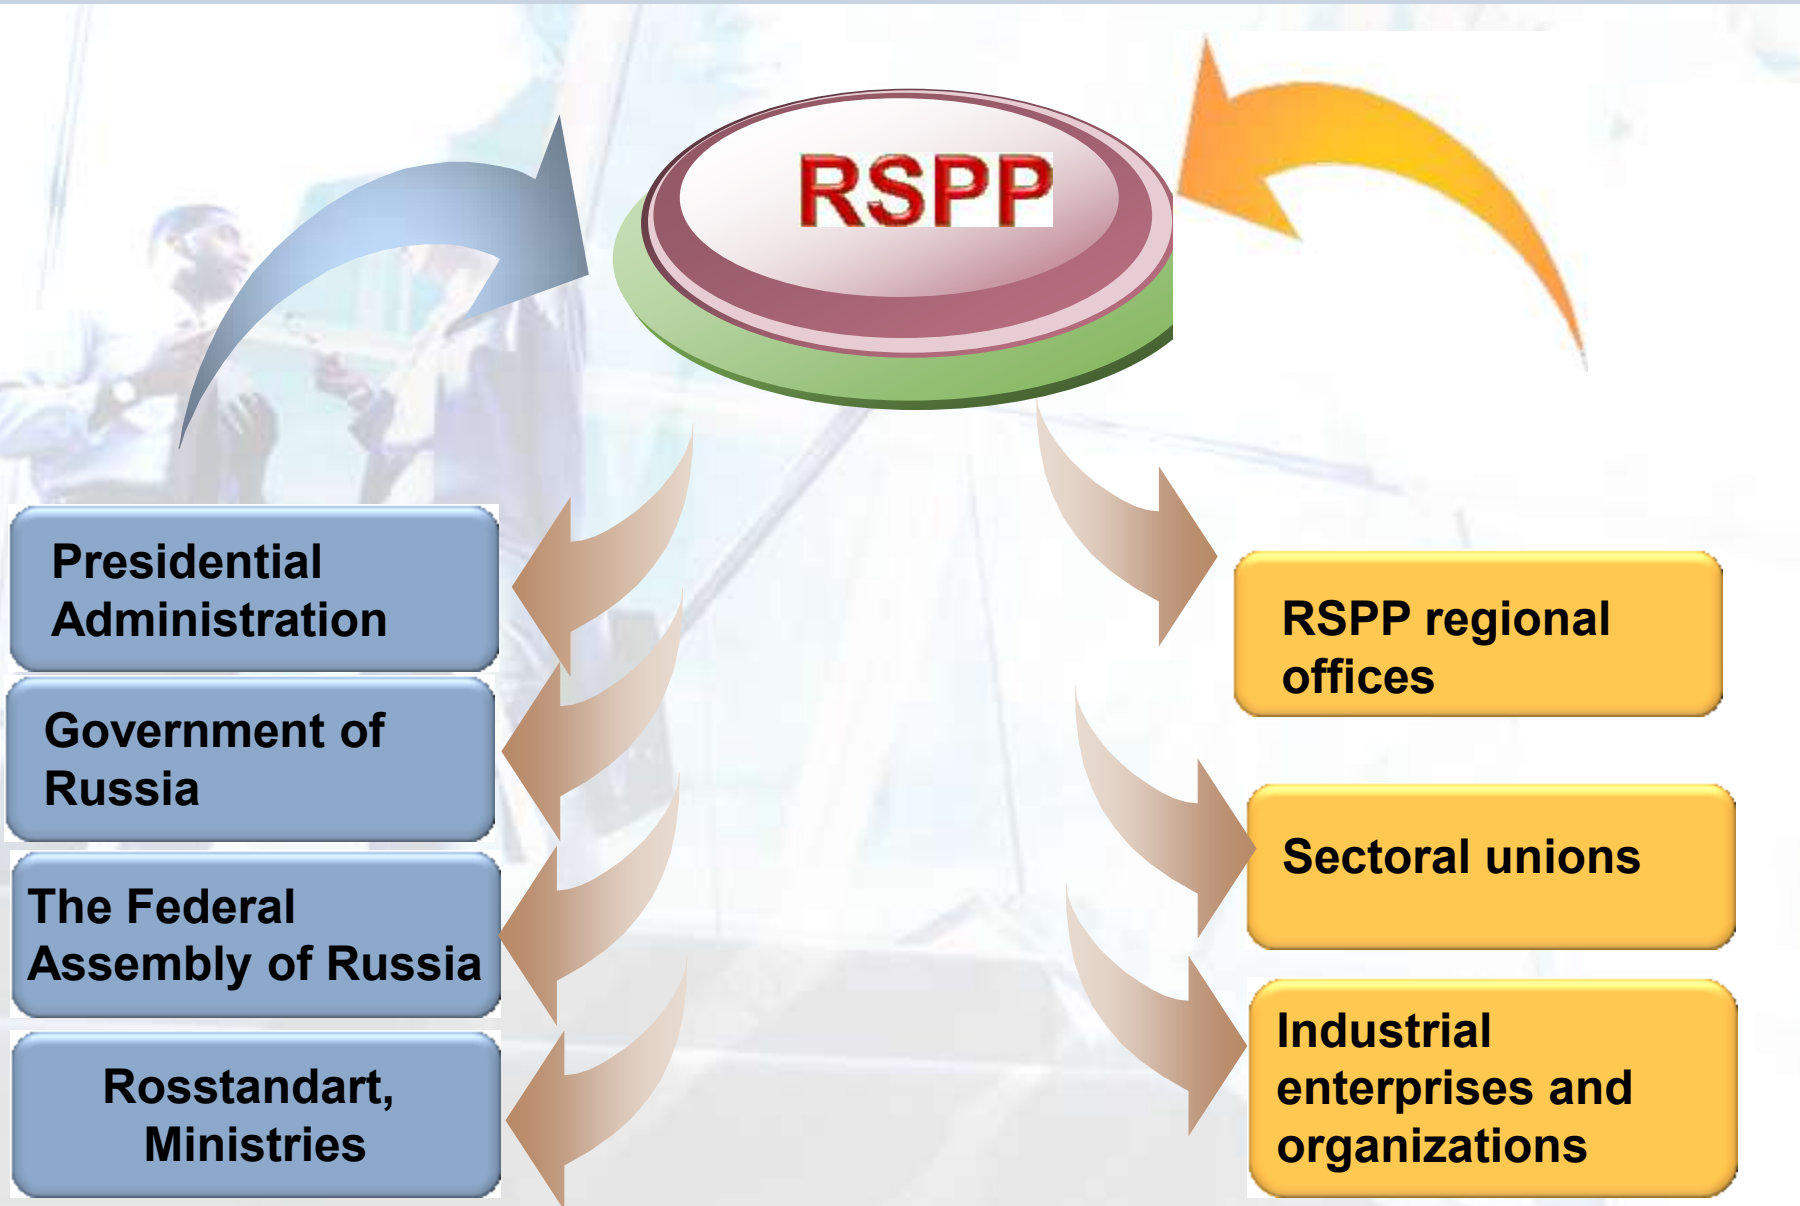 RSPP
Presidential
Administration
Government of
Russia
The Federal
Assembly of Russia
Rosstandart,
Ministries
RSPP regional
offices
Sectoral unions
Industrial
enterprises and
organizations